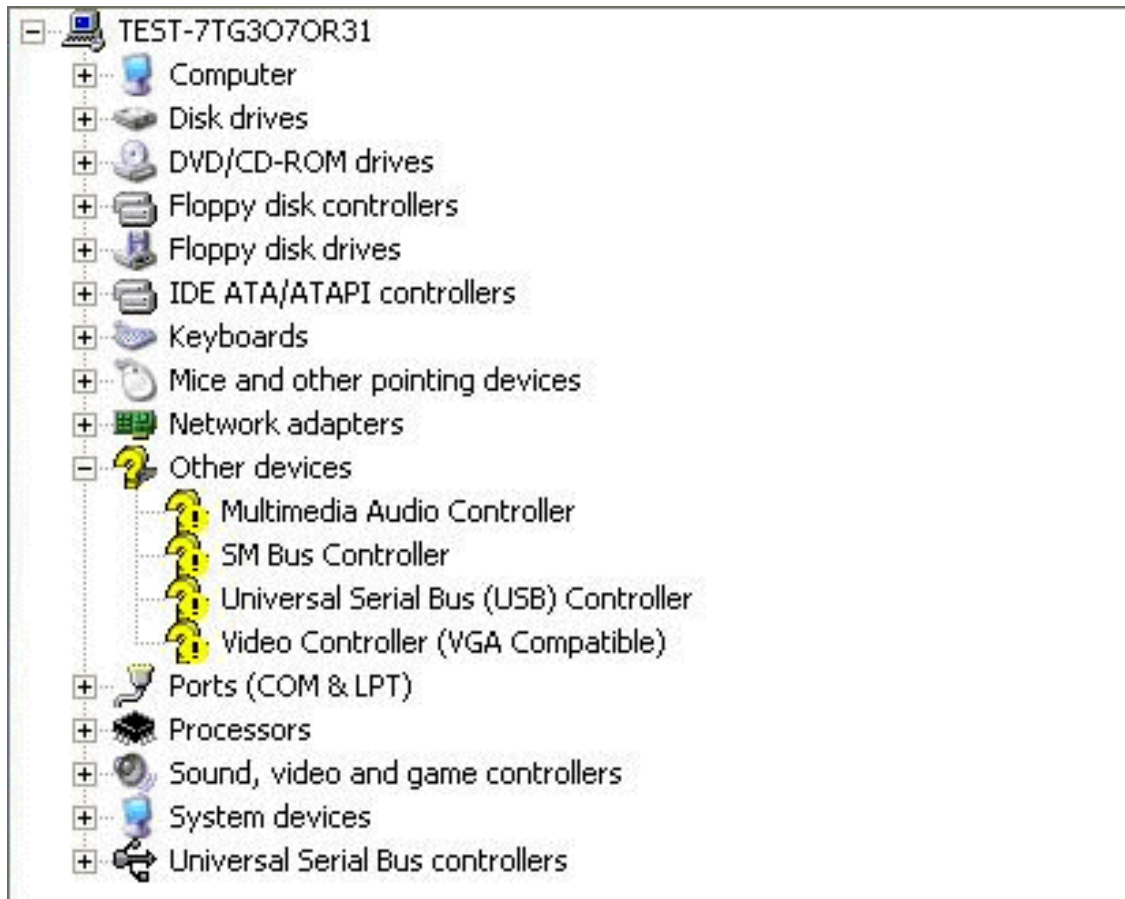 TEST-7TG3O7OR31
Computer
Disk drives
DVD/CD-ROM drives
Floppy disk controllers
Floppy disk drives
IDE ATA/ATAPI controllers
Keyboards
Mice and other pointing devices
Network adapters
Other devices
Multimedia Audio Controller
SM Bus Controller
Universal Serial Bus (USB) Controller
Video Controller (VGA Compatible)
Ports (COM & LPT)
Processors
Sound, video and game controllers
System devices
Universal Serial Bus controllers